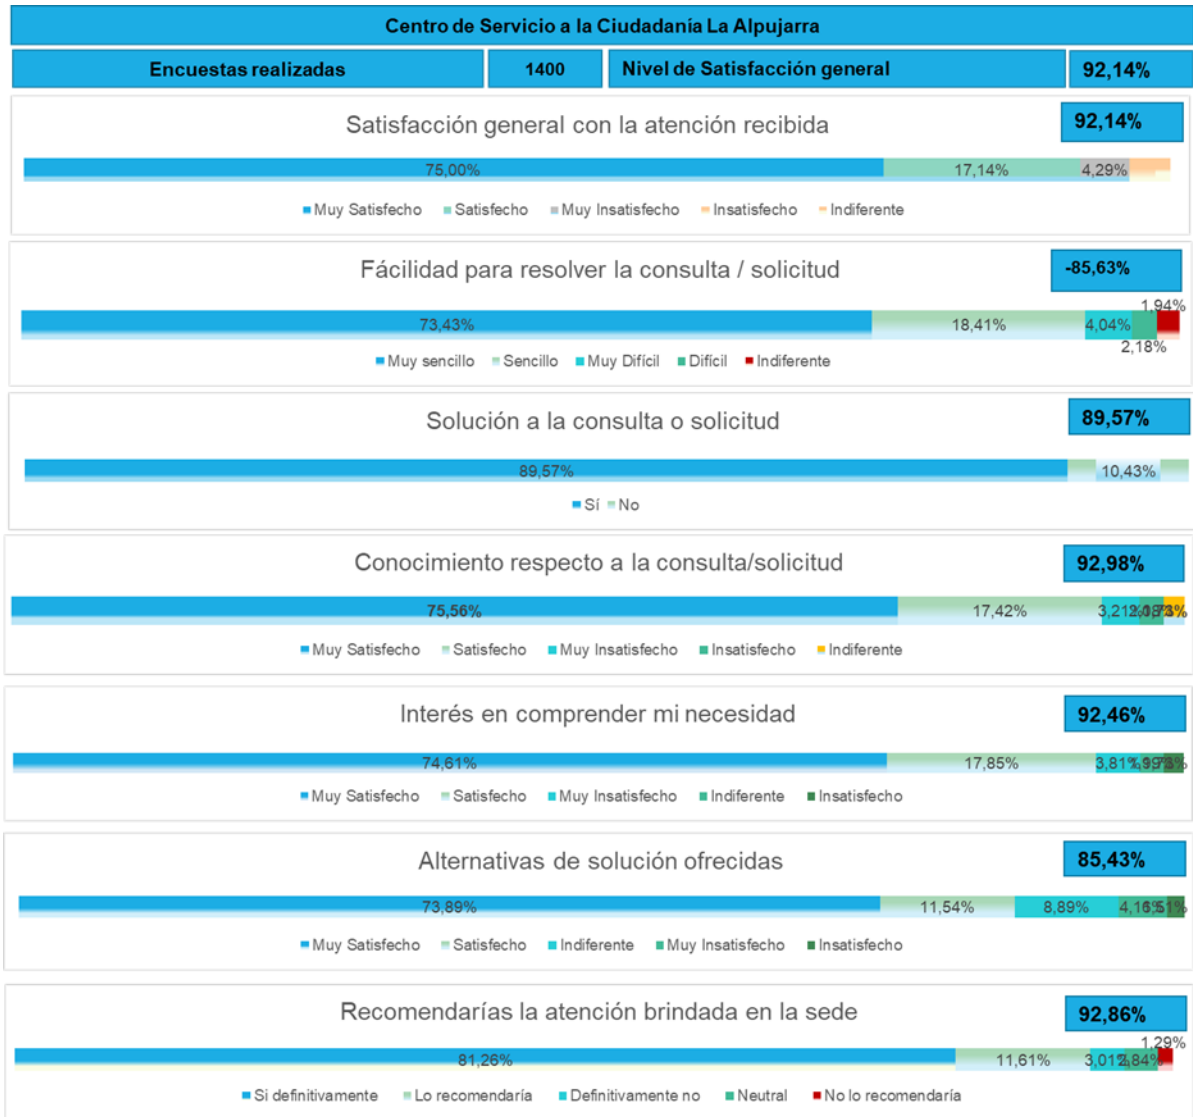 Centro de Servicio a la Ciudadanía La Alpujarra
Encuestas realizadas 1400 Nivel de Satisfacción general 92,14%
Satisfacción general con la atención recibida 92,14%
75,00% 17,14% 4,29%
Muy Satisfecho Satisfecho Muy Insatisfecho Insatisfecho Indiferente
Fácilidad para resolver la consulta / solicitud -85,63%
1,94%
73,43% 18,41% 4,04%
2,18%
Muy sencillo Sencillo Muy Difícil Difícil Indiferente
Solución a la consulta o solicitud 89,57%
89,57% 10,43%
Sí No
Conocimiento respecto a la consulta/solicitud 92,98%
75,56% 17,42% 3,21%
Muy Satisfecho Satisfecho Muy Insatisfecho Insatisfecho Indiferente
Interés en comprender mi necesidad 92,46%
74,61% 17,85% 3,81%
Muy Satisfecho Satisfecho Muy Insatisfecho Indiferente Insatisfecho
Alternativas de solución ofrecidas 85,43%
73,89% 11,54% 8,89%
Muy Satisfecho Satisfecho Indiferente Muy Insatisfecho Insatisfecho
Recomendarías la atención brindada en la sede 92,86%
1,29%
81,26% 11,61% 3,01% 2,84%
Si definitivamente Lo recomendaría Definitivamente no Neutral No lo recomendaría